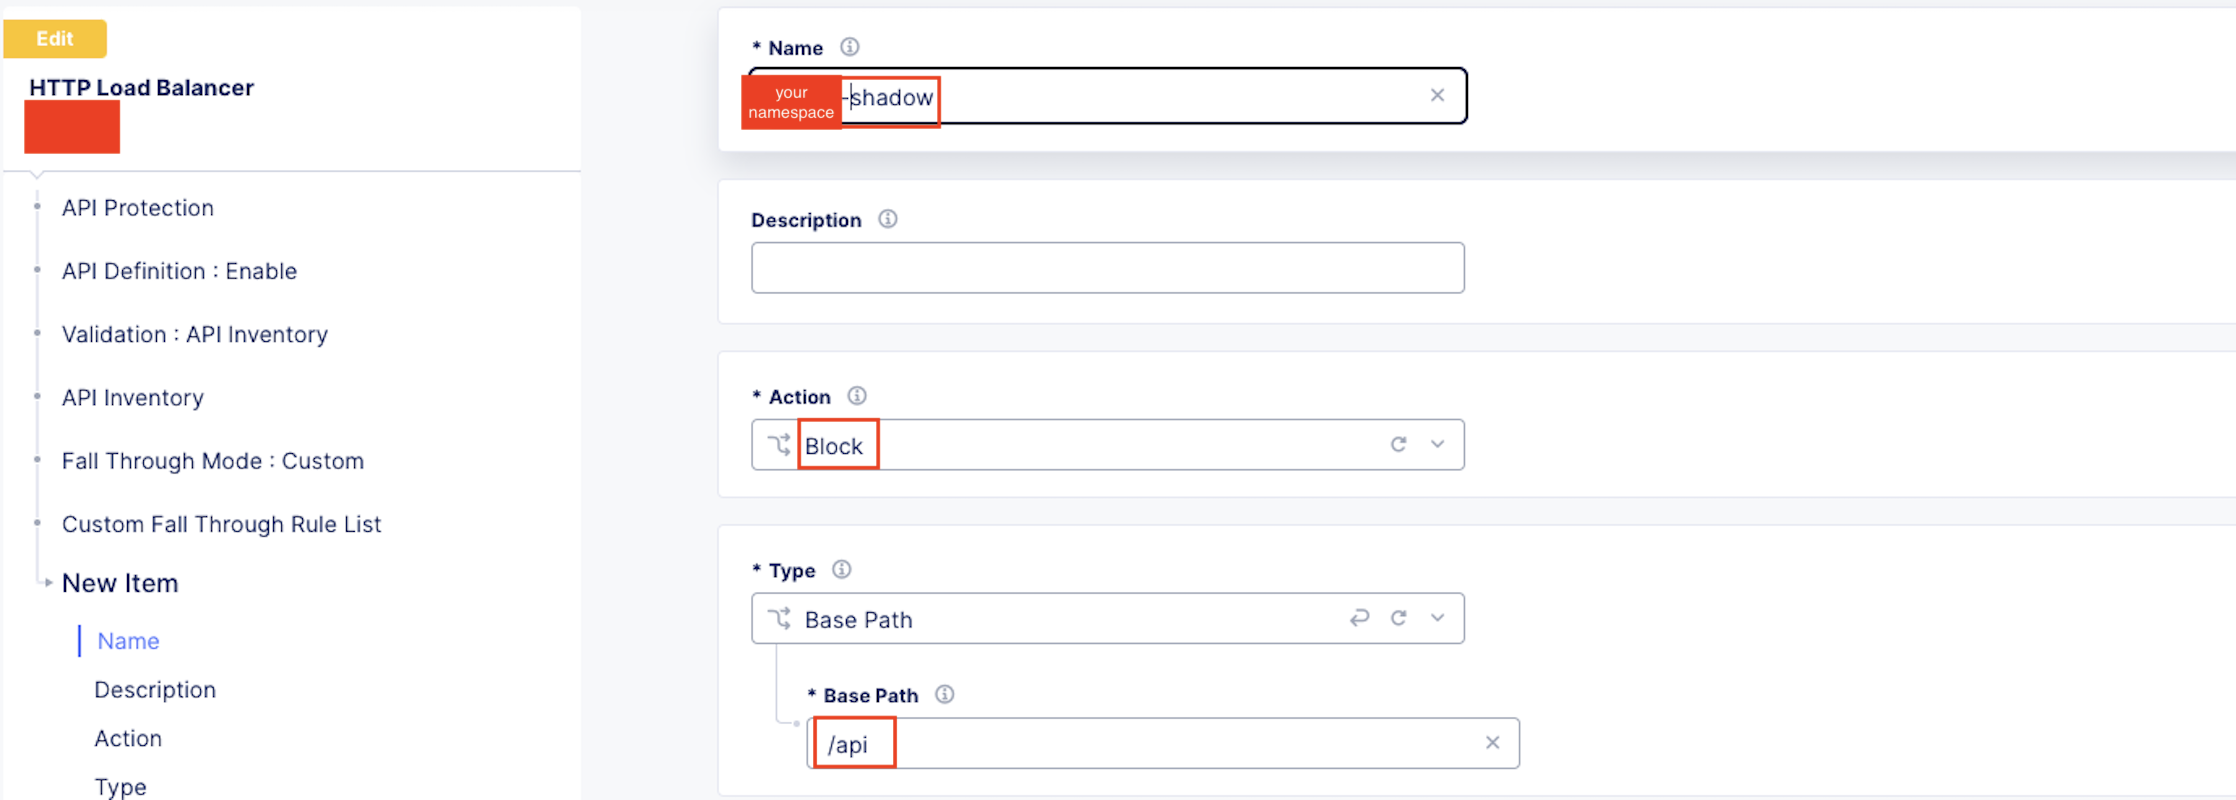 Edit
HTTP Load Balancer
API Protection
API Definition : Enable
Validation : API Inventory
API Inventory
Fall Through Mode : Custom
Custom Fall Through Rule List
New Item
Name
Description
Action
Type
* Name
your
namespace
-shadow
Description
* Action
Block
* Type
Base Path
* Base Path
/api